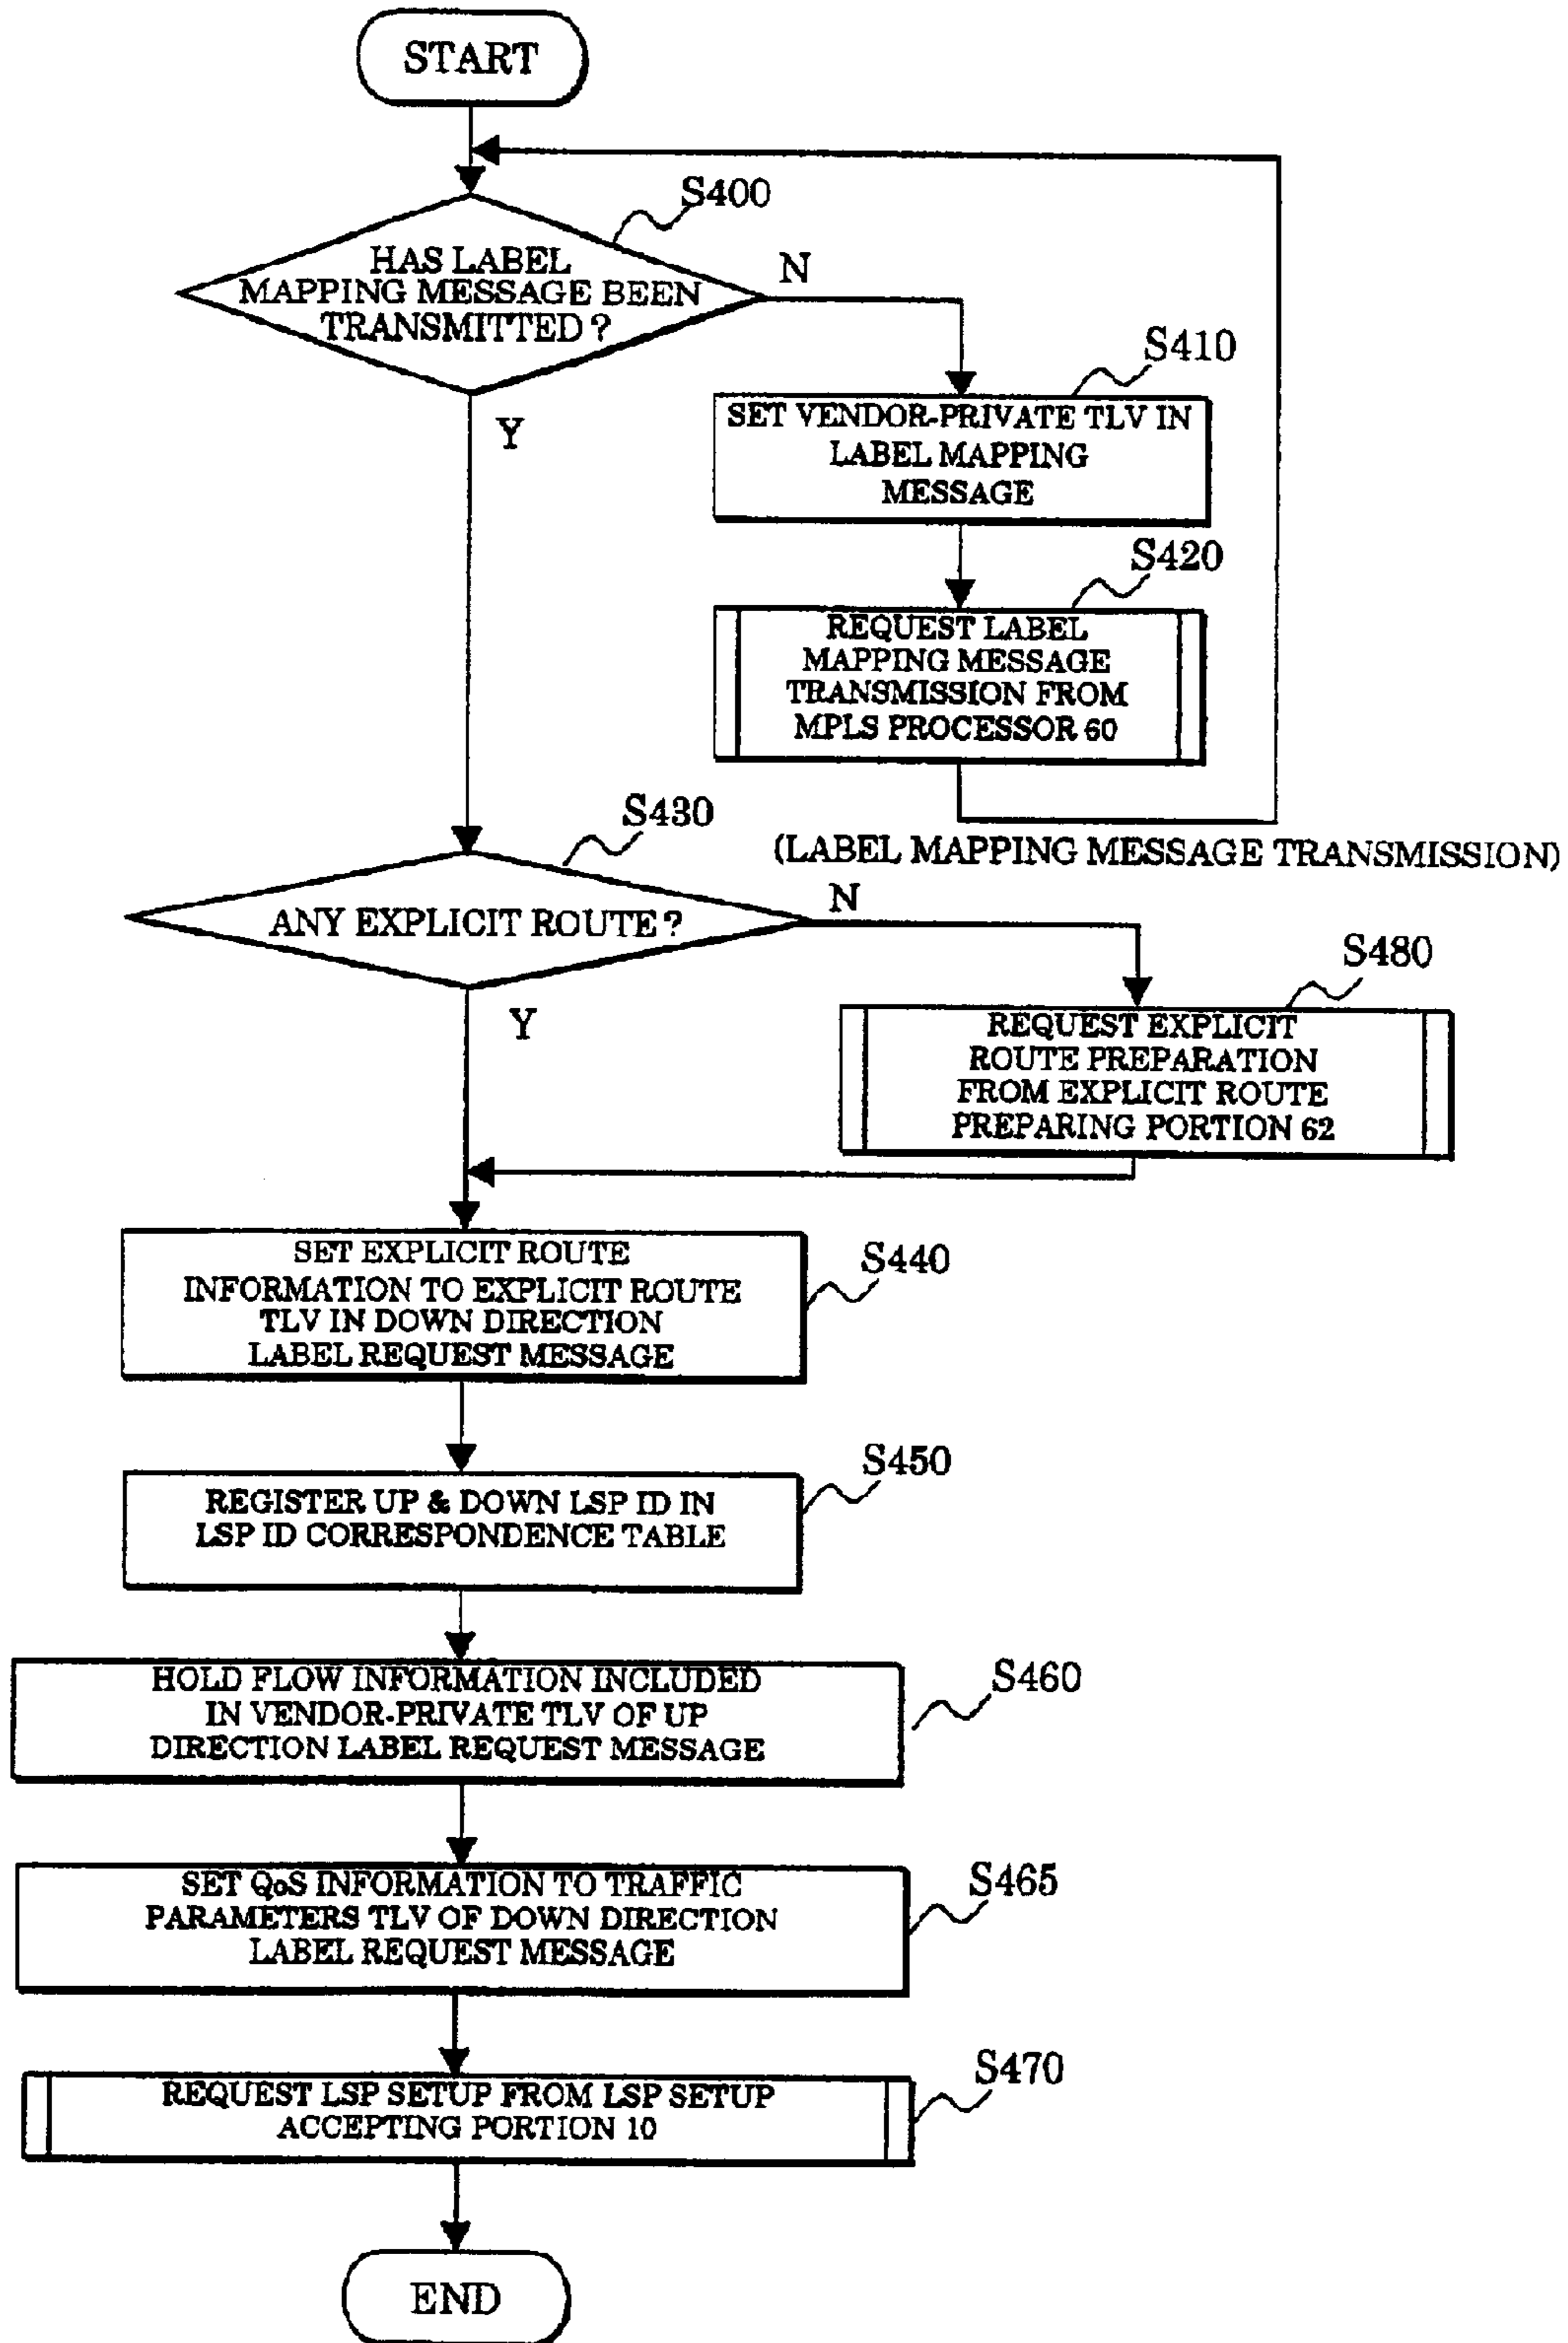 START
S400
HAS LABEL
MAPPING MESSAGE BEEN
TRANSMITTED ?
N
Y
S410
SET VENDOR-PRIVATE TLV IN
LABEL MAPPING
MESSAGE
S420
REQUEST LABEL
MAPPING MESSAGE
TRANSMISSION FROM
MPLS PROCESSOR 60
(LABEL MAPPING MESSAGE TRANSMISSION)
S430
ANY EXPLICIT ROUTE ?
N
Y
S480
REQUEST EXPLICIT
ROUTE PREPARATION
FROM EXPLICIT ROUTE
PREPARING PORTION 62
SET EXPLICIT ROUTE
INFORMATION TO EXPLICIT ROUTE
TLV IN DOWN DIRECTION
LABEL REQUEST MESSAGE
S440
S450
REGISTER UP & DOWN LSP ID IN
LSP ID CORRESPONDENCE TABLE
HOLD FLOW INFORMATION INCLUDED
IN VENDOR-PRIVATE TLV OF UP
DIRECTION LABEL REQUEST MESSAGE
S460
SET QoS INFORMATION TO TRAFFIC
PARAMETERS TLV OF DOWN DIRECTION
LABEL REQUEST MESSAGE
S465
REQUEST LSP SETUP FROM LSP SETUP
ACCEPTING PORTION 10
S470
END